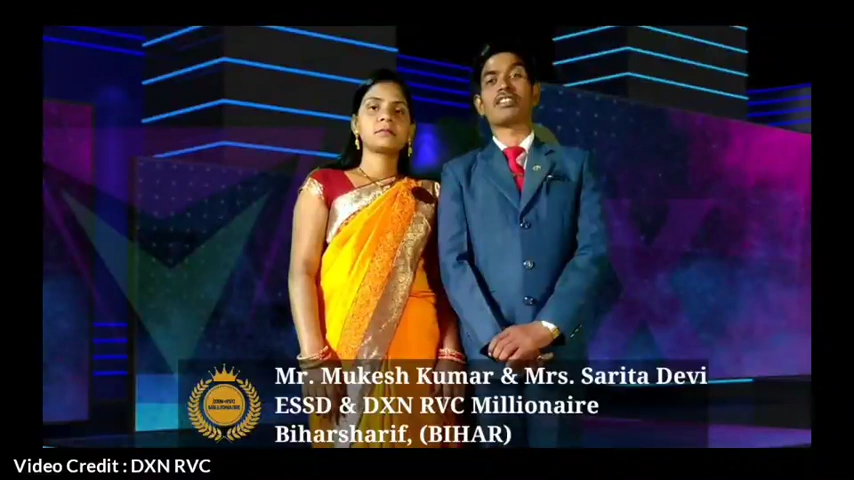 Mr. Mukesh Kumar & Mrs. Sarita Devi
ESSD & DXN RVC Millionaire
Biharsharif, (BIHAR)
Video Credit : DXN RVC